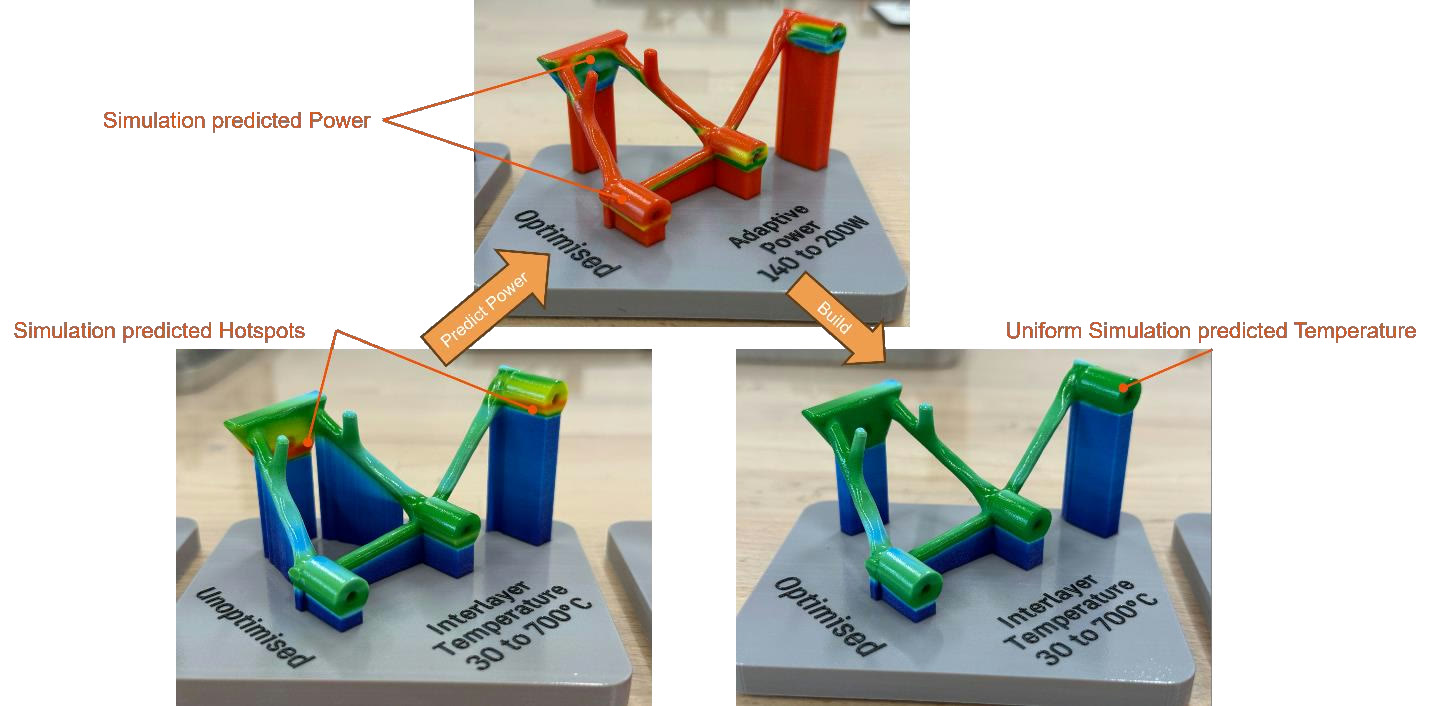 Simulation predicted Power
Optimised
Adaptive
Power
140 to 200W
Predict Power
Build
Simulation predicted Hotspots
Uniform Simulation predicted Temperature
Unoptimised
Interlayer
Temperature
30 to 700°C
Optimised
Interlayer
Temperature
30 to 700°C